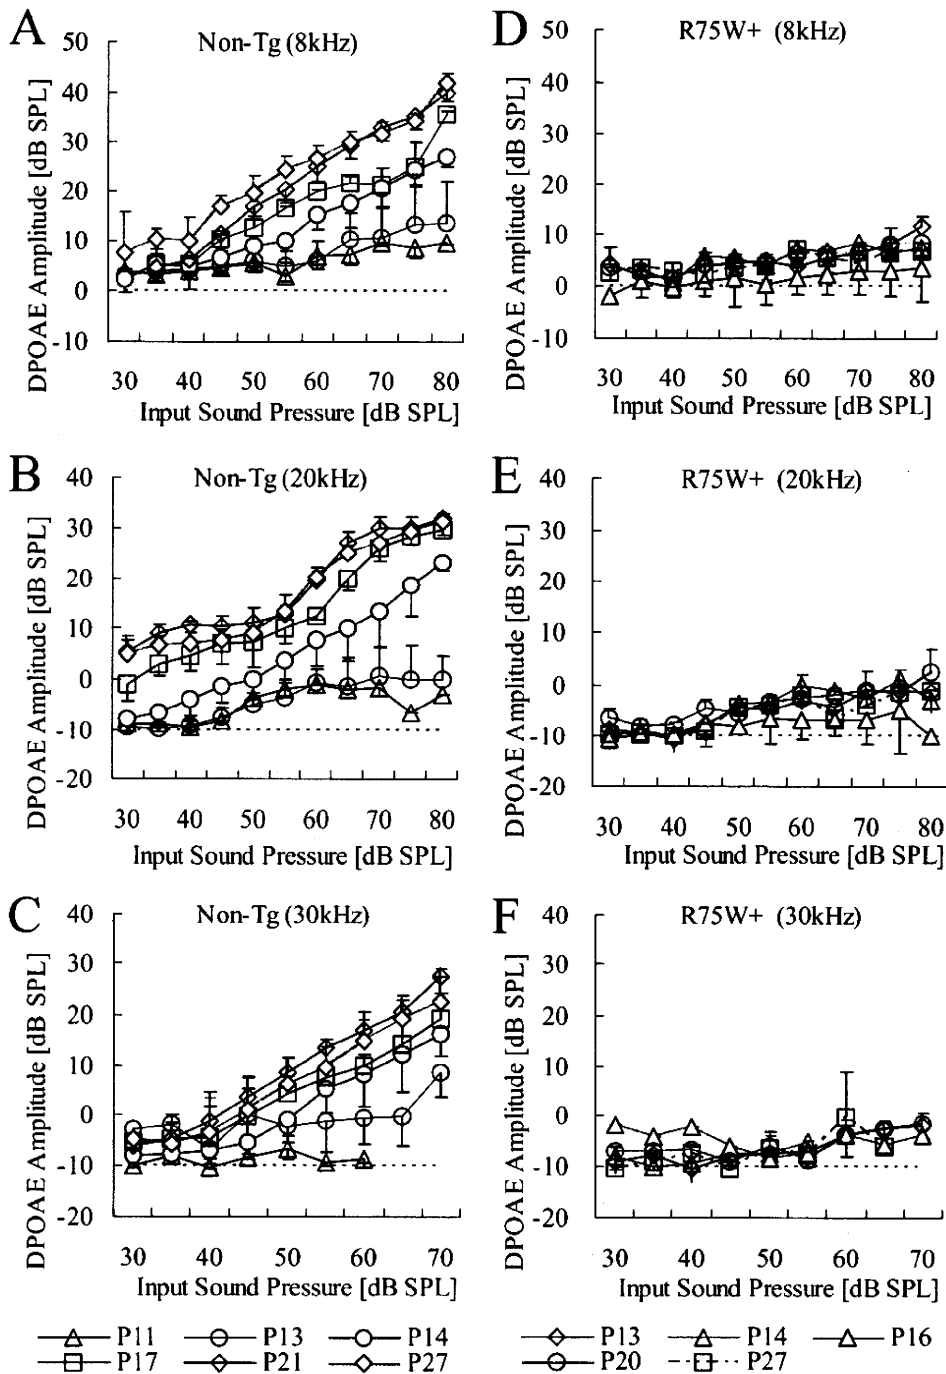 A
Non-Tg (8kHz)
DPOAE Amplitude [dB SPL]
50
40
30
20
10
0
-10
30 40 50 60 70 80
Input Sound Pressure [dB SPL]
D
R75W+ (8kHz)
DPOAE Amplitude [dB SPL]
50
40
30
20
10
0
-10
30 40 50 60 70 80
Input Sound Pressure [dB SPL]
B
Non-Tg (20kHz)
DPOAE Amplitude [dB SPL]
40
30
20
10
0
-10
-20
30 40 50 60 70 80
Input Sound Pressure [dB SPL]
E
R75W+ (20kHz)
DPOAE Amplitude [dB SPL]
40
30
20
10
0
-10
-20
30 40 50 60 70 80
Input Sound Pressure [dB SPL]
C
Non-Tg (30kHz)
DPOAE Amplitude [dB SPL]
40
30
20
10
0
-10
-20
30 40 50 60 70
Input Sound Pressure [dB SPL]
F
R75W+ (30kHz)
DPOAE Amplitude [dB SPL]
40
30
20
10
0
-10
-20
30 40 50 60 70
Input Sound Pressure [dB SPL]
P11 P13 P14
P17 P21 P27
P13 P14 P16
P20 P27